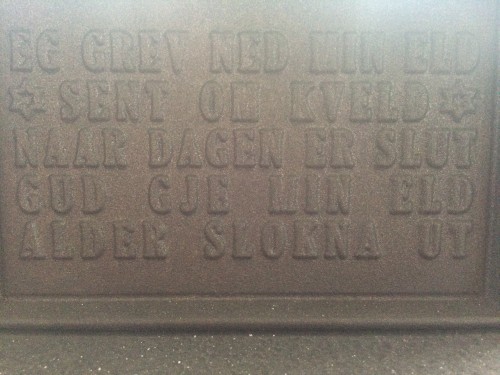 EG GREV NED MIN ELD
SENT OM KVELD
NAAR DAGEN ER SLUT
GUD GJE MIN ELD
ALDER SLOKNA UT